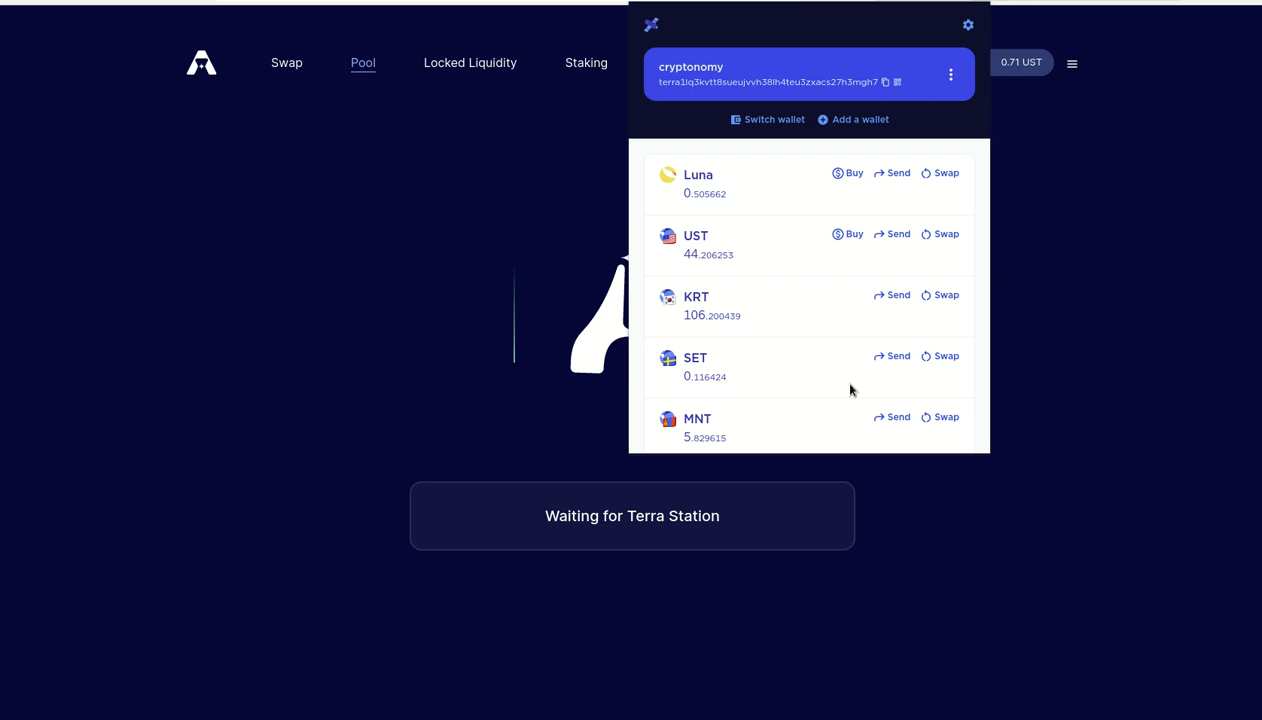 Swap Pool Locked Liquidity Staking 0.71 UST
cryptonomy
terra1lq3kvtt8sueujvvh38lh4teu3zxacs27h3mgh7
Switch wallet Add a wallet
Luna Buy Send Swap
0.505662
UST Buy Send Swap
44.206253
KRT Send Swap
106.200439
SET Send Swap
0.116424
MNT Send Swap
5.829615
Waiting for Terra Station